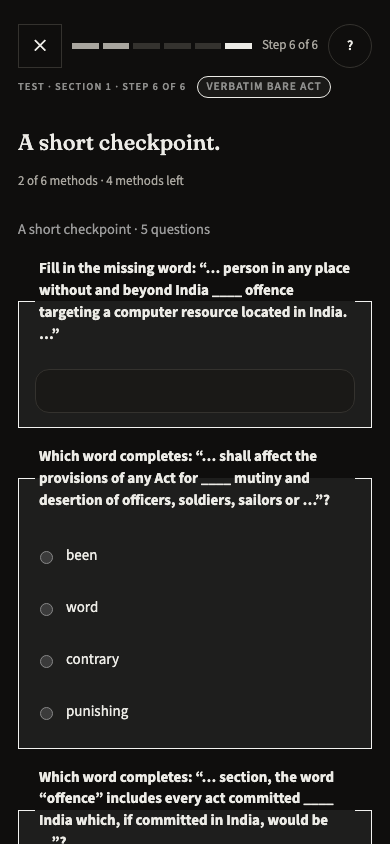 Step 6 of 6
?
TEST · SECTION 1 · STEP 6 OF 6
VERBATIM BARE ACT
A short checkpoint.
2 of 6 methods · 4 methods left
A short checkpoint · 5 questions
Fill in the missing word: “… person in any place
without and beyond India ____ offence
targeting a computer resource located in India.
…”
Which word completes: “… shall affect the
provisions of any Act for ____ mutiny and
desertion of officers, soldiers, sailors or …”?
been
word
contrary
punishing
Which word completes: “… section, the word
“offence” includes every act committed ____
India which, if committed in India, would be
…”?